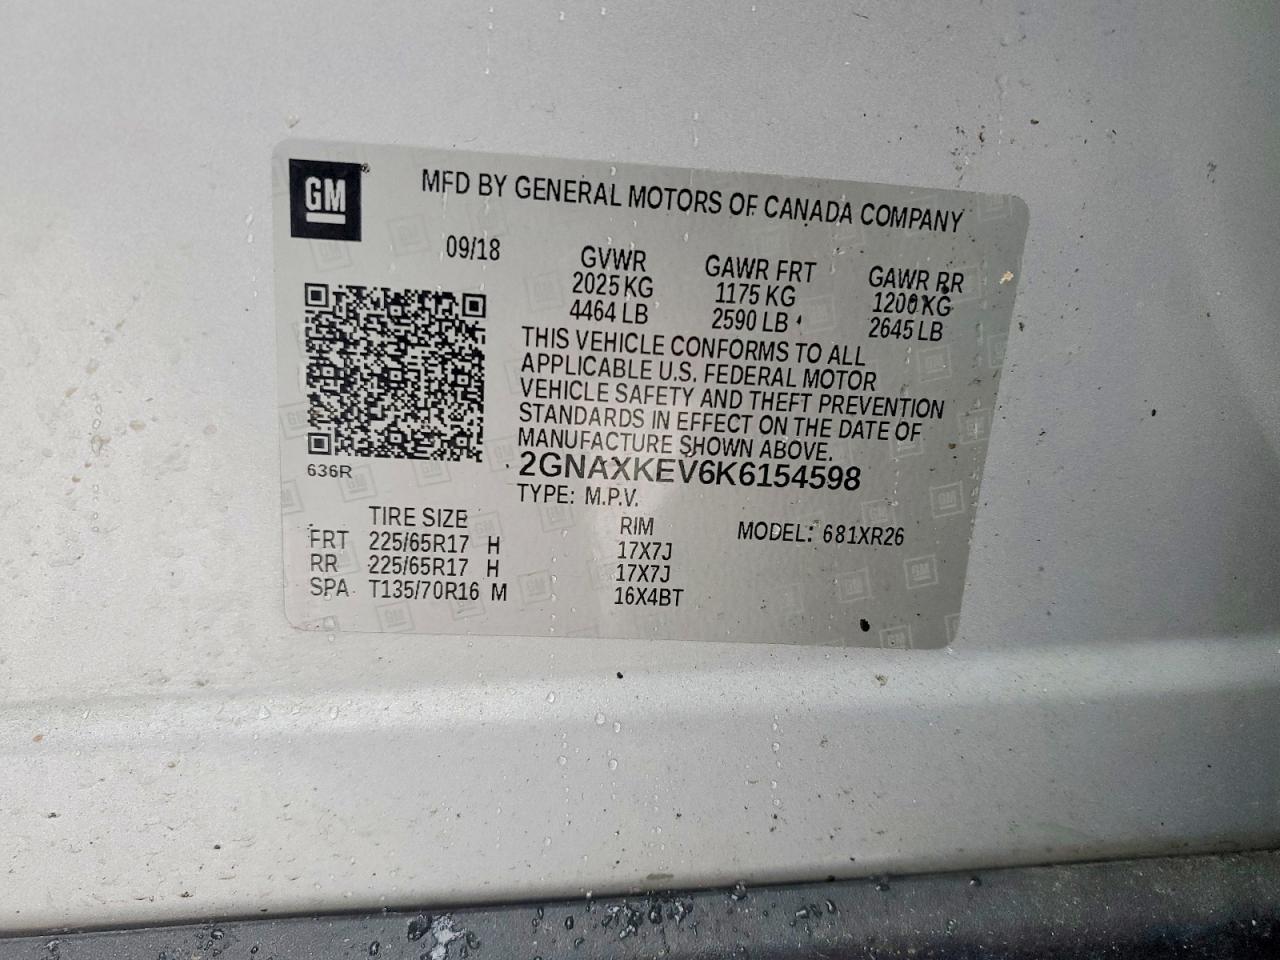 GM
MFD BY GENERAL MOTORS OF CANADA COMPANY
09/18 GVWR GAWR FRT GAWR RR
2025 KG 1175 KG 1200 KG
4464 LB 2590 LB 2645 LB
THIS VEHICLE CONFORMS TO ALL
APPLICABLE U.S. FEDERAL MOTOR
VEHICLE SAFETY AND THEFT PREVENTION
STANDARDS IN EFFECT ON THE DATE OF
MANUFACTURE SHOWN ABOVE.
636R 2GNAXKEV6K6154598
TYPE: M.P.V.
TIRE SIZE RIM MODEL: 681XR26
FRT 225/65R17 H 17X7J
RR 225/65R17 H 17X7J
SPA T135/70R16 M 16X4BT